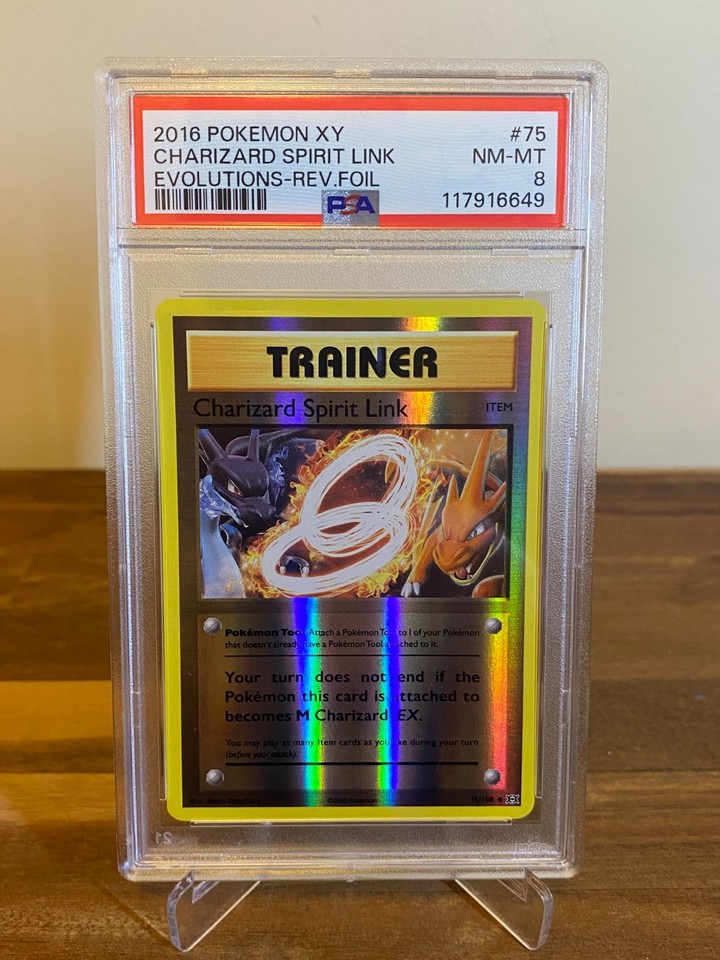 2016 POKEMON XY #75
CHARIZARD SPIRIT LINK NM-MT
EVOLUTIONS-REV.FOIL 8
PSA 117916649
TRAINER
Charizard Spirit Link ITEM
Pokémon Tool Attach a Pokémon Tool to 1 of your Pokémon
that doesn't already have a Pokémon Tool attached to it.
Your turn does not end if the
Pokémon this card is attached to
becomes M Charizard EX.
You may play as many Item cards as you like during your turn
(before your attack).
©2016 Pokémon 75/108